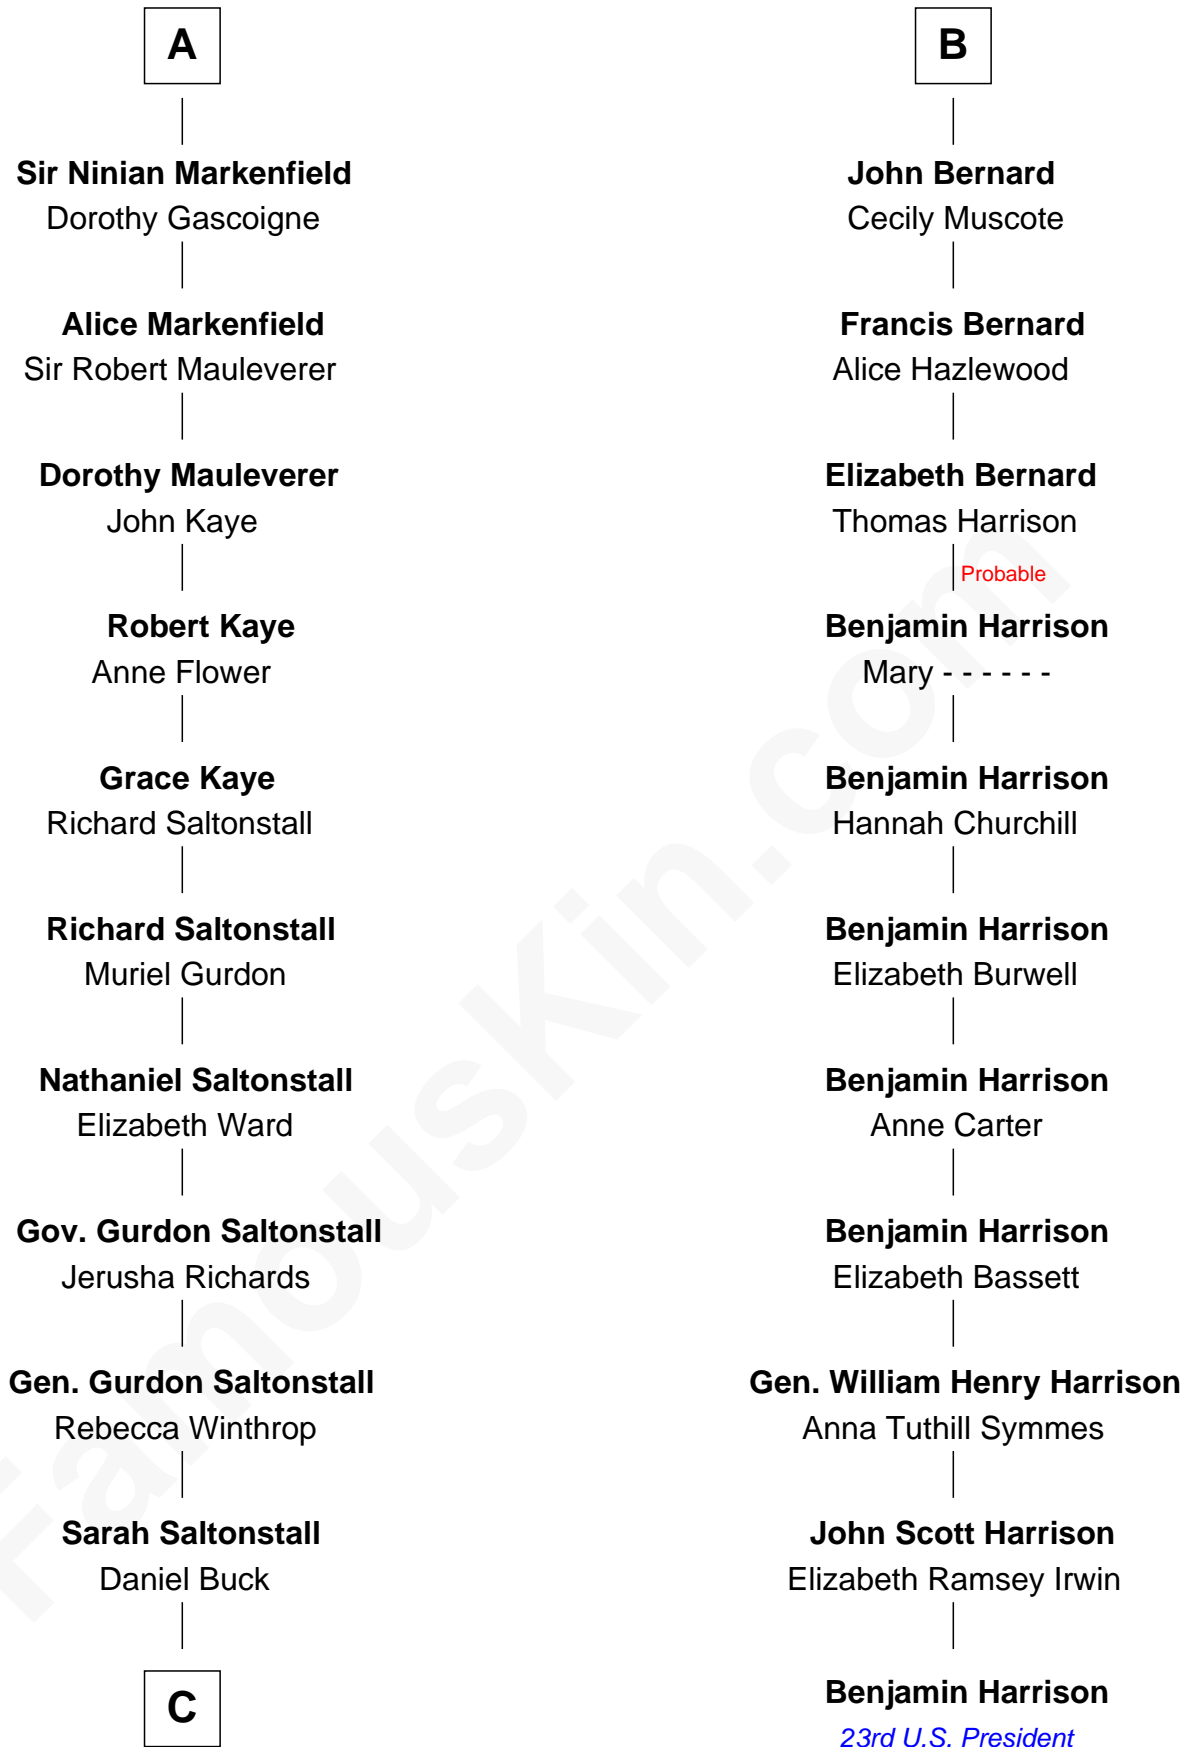 A
Sir Ninian Markenfield
Dorothy Gascoigne
Alice Markenfield
Sir Robert Mauleverer
Dorothy Mauleverer
John Kaye
Robert Kaye
Anne Flower
Grace Kaye
Richard Saltonstall
Richard Saltonstall
Muriel Gurdon
Nathaniel Saltonstall
Elizabeth Ward
Gov. Gurdon Saltonstall
Jerusha Richards
Gen. Gurdon Saltonstall
Rebecca Winthrop
Sarah Saltonstall
Daniel Buck
C
B
John Bernard
Cecily Muscote
Francis Bernard
Alice Hazlewood
Elizabeth Bernard
Thomas Harrison
Probable
Benjamin Harrison
Mary - - - - - -
Benjamin Harrison
Hannah Churchill
Benjamin Harrison
Elizabeth Burwell
Benjamin Harrison
Anne Carter
Benjamin Harrison
Elizabeth Bassett
Gen. William Henry Harrison
Anna Tuthill Symmes
John Scott Harrison
Elizabeth Ramsey Irwin
Benjamin Harrison
23rd U.S. President
FamousKin.com